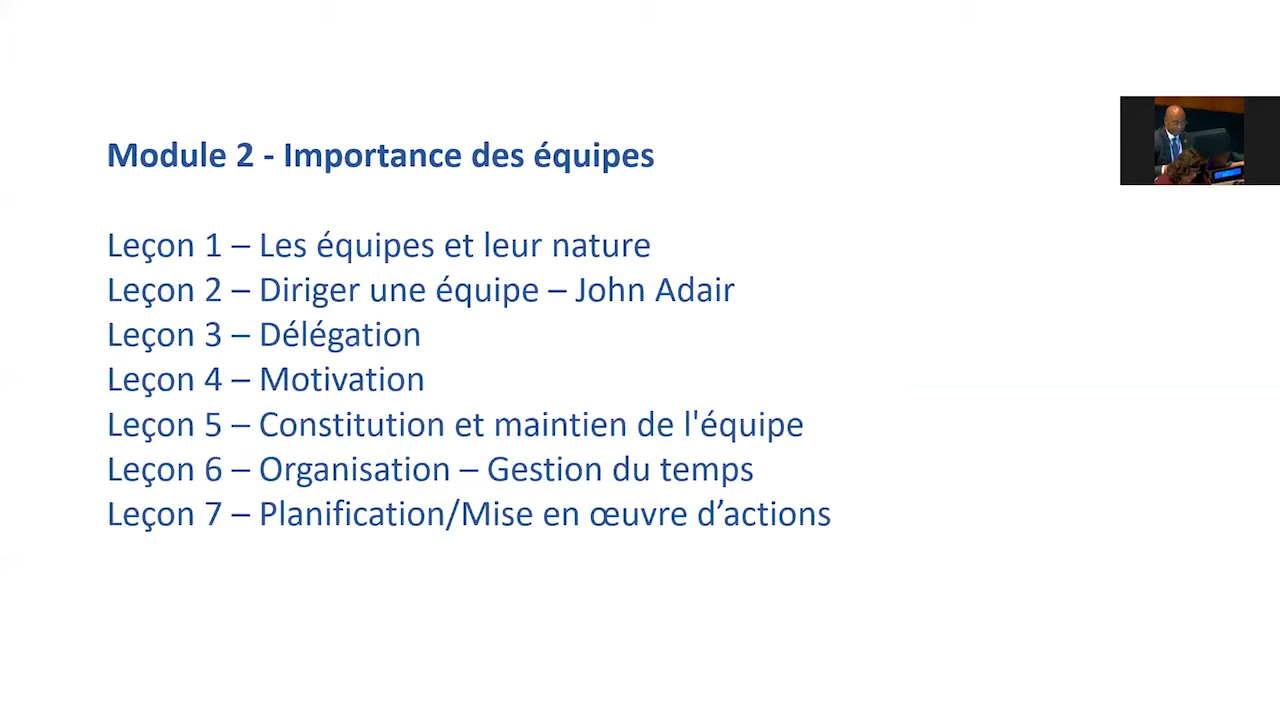 Module 2 - Importance des équipes
Leçon 1 – Les équipes et leur nature
Leçon 2 – Diriger une équipe – John Adair
Leçon 3 – Délégation
Leçon 4 – Motivation
Leçon 5 – Constitution et maintien de l'équipe
Leçon 6 – Organisation – Gestion du temps
Leçon 7 – Planification/Mise en œuvre d’actions